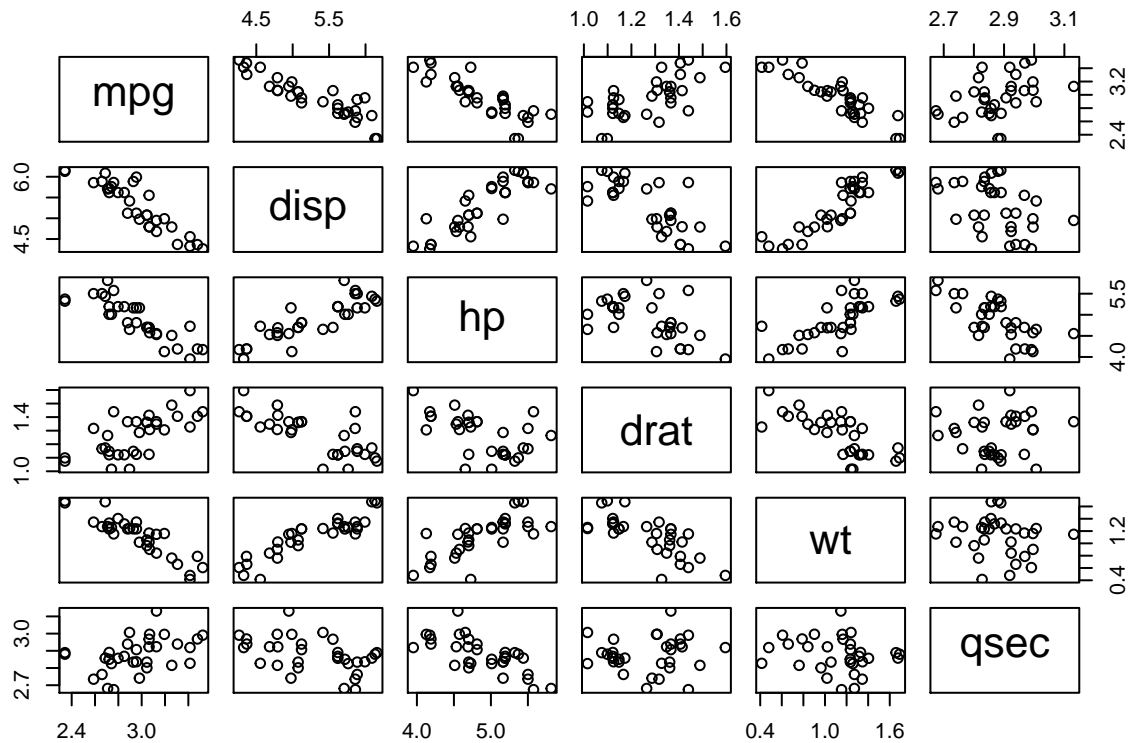 4.5 5.5 1.0 1.2 1.4 1.6 2.7 2.9 3.1
mpg 2.4 3.2
4.5 6.0 disp
hp 4.0 5.5
1.0 1.4 drat
wt 0.4 1.2
2.7 3.0 qsec
2.4 3.0 4.0 5.0 0.4 1.0 1.6